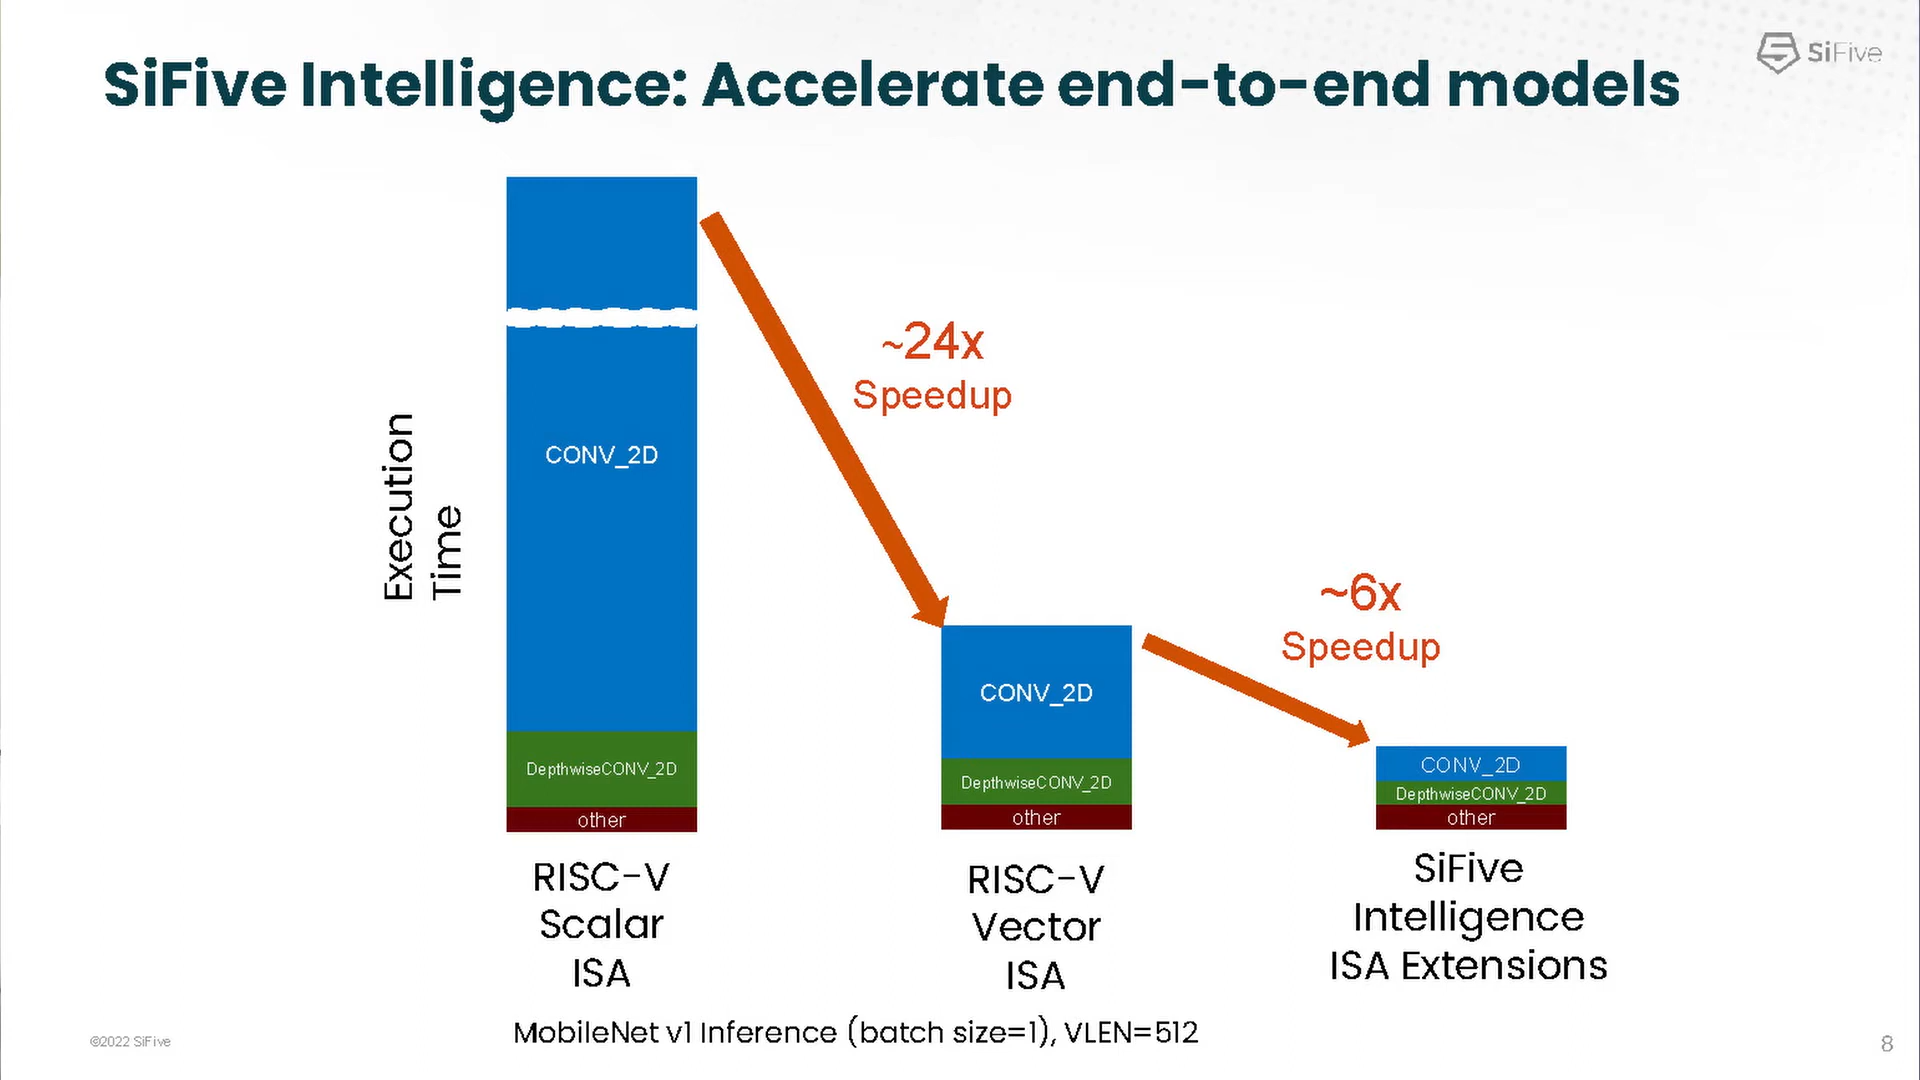 SiFive Intelligence: Accelerate end-to-end models
SiFive
Execution
Time
CONV_2D
DepthwiseCONV_2D
other
~24x
Speedup
CONV_2D
DepthwiseCONV_2D
other
~6x
Speedup
CONV_2D
DepthwiseCONV_2D
other
RISC-V
Scalar
ISA
RISC-V
Vector
ISA
SiFive
Intelligence
ISA Extensions
MobileNet v1 Inference (batch size=1), VLEN=512
©2022 SiFive
8